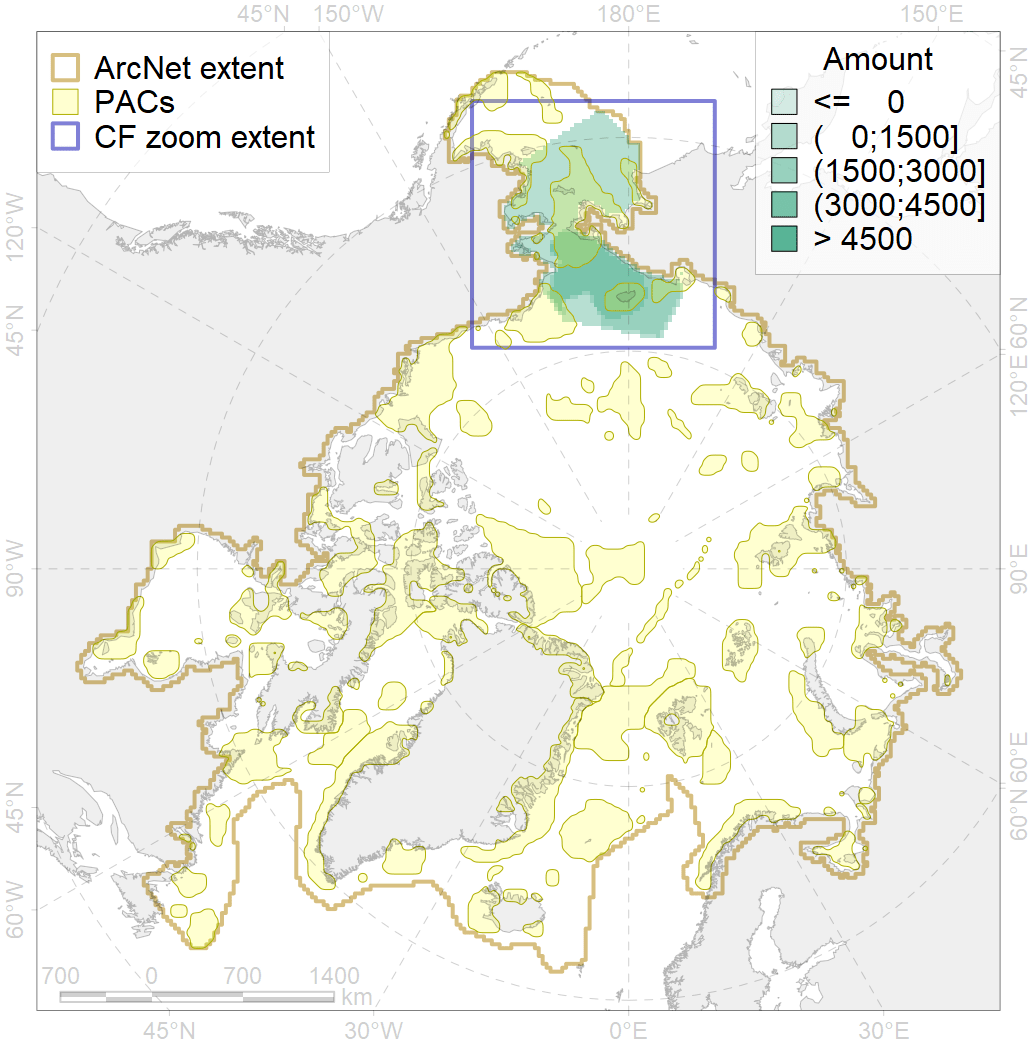 45°N 150°W 180°E 150°E
ArcNet extent
PACs
CF zoom extent
Amount
<= 0
( 0;1500]
(1500;3000]
(3000;4500]
> 4500
45°N
120°W
60°N
45°N
120°E
90°W
90°E
45°N
60°N
60°W
700 0 700 1400
km
45°N 30°W 0°E 30°E